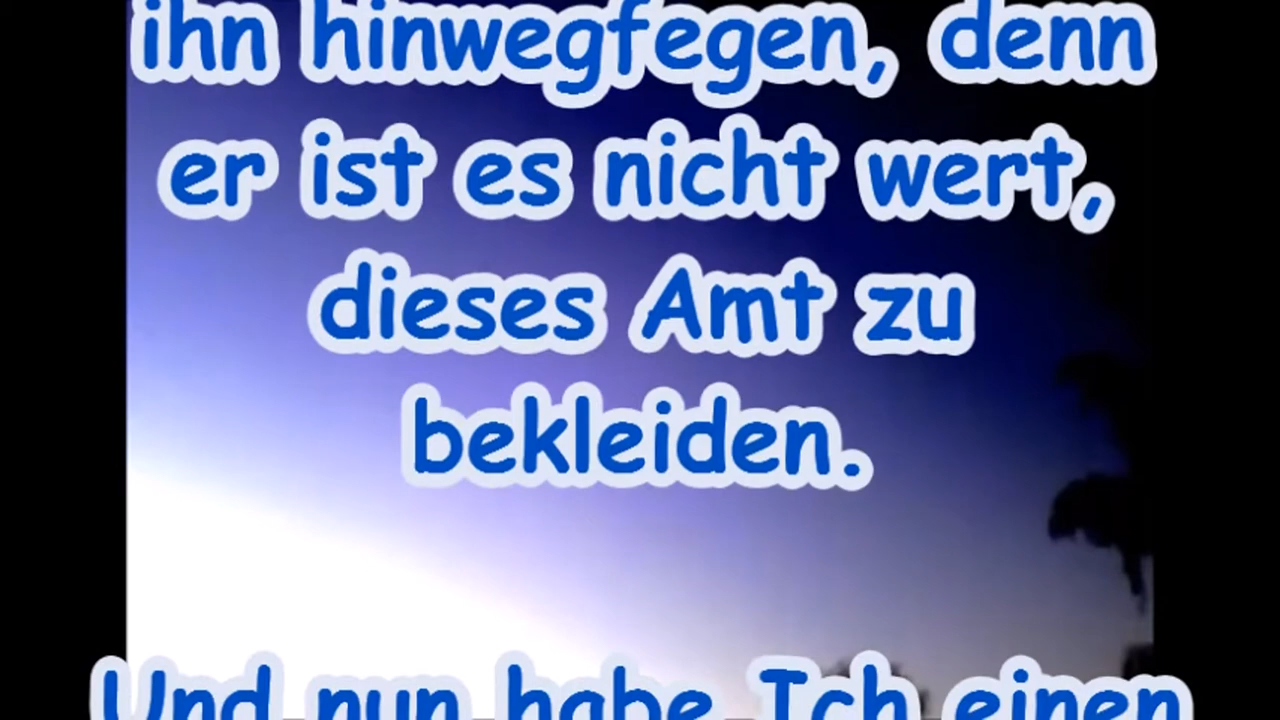 ihn hinwegfegen, denn
er ist es nicht wert,
dieses Amt zu
bekleiden.
Und nun habe Ich einen